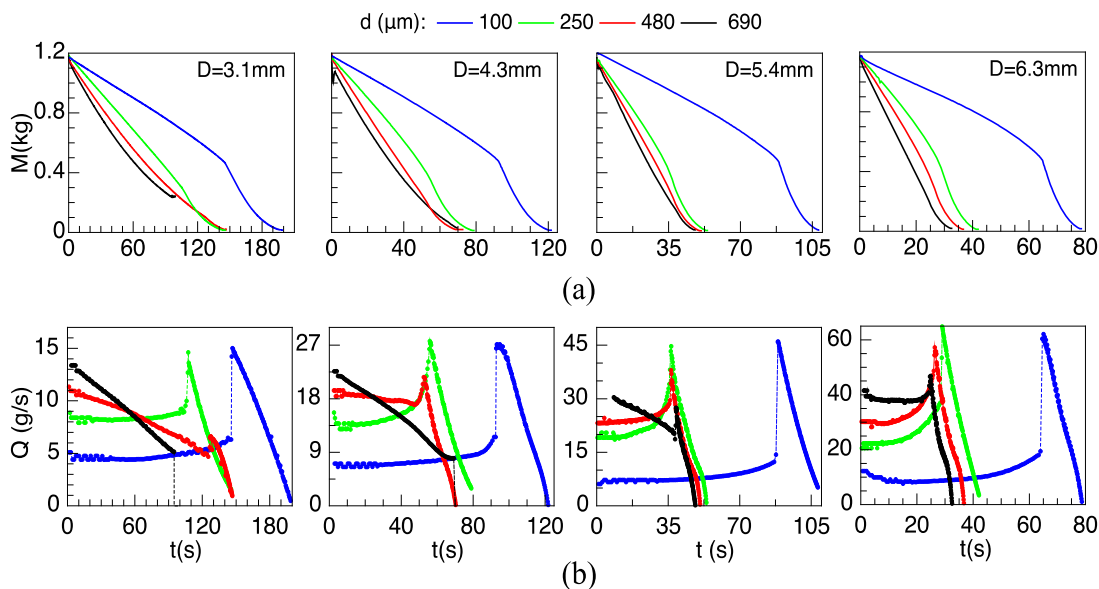 d (μm): 100 250 480 690
1.2 0.8 0.4 0
M(kg)
D=3.1mm D=4.3mm D=5.4mm D=6.3mm
0 60 120 180 0 40 80 120 0 35 70 105 0 20 40 60 80
(a)
15 10 5 0
27 18 9 0
45 30 15 0
60 40 20 0
Q (g/s)
0 60 120 180 0 40 80 120 0 35 70 105 0 20 40 60 80
t(s) t(s) t (s) t(s)
(b)